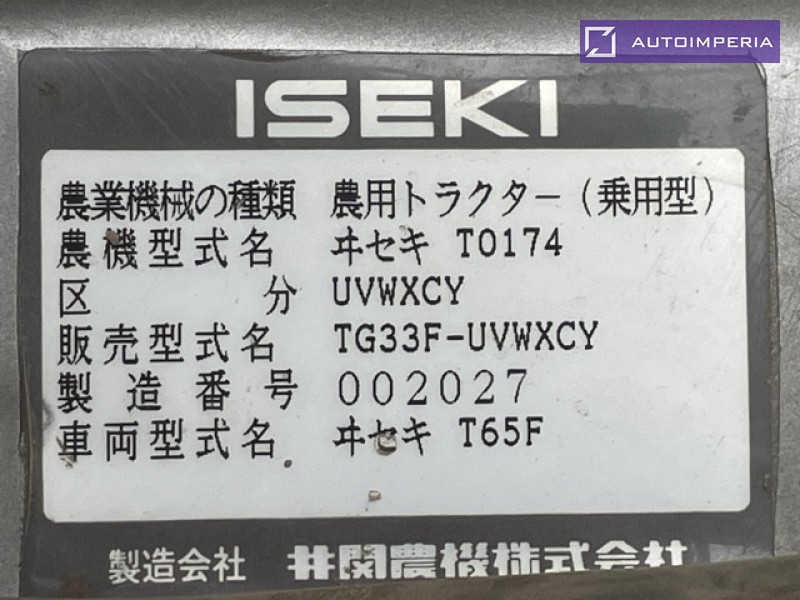 AUTOIMPERIA
ISEKI
農業機械の種類 農用トラクター(乗用型)
農機型式名 ヰセキ T0174
区分 UVWXCY
販売型式名 TG33F-UVWXCY
製造番号 002027
車両型式名 ヰセキ T65F
製造会社 井関農機株式会社